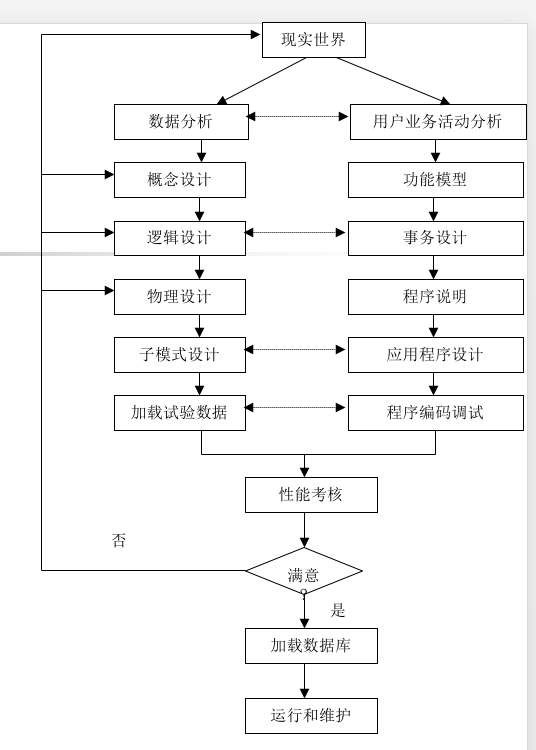 现实世界
数据分析
用户业务活动分析
概念设计
功能模型
逻辑设计
事务设计
物理设计
程序说明
子模式设计
应用程序设计
加载试验数据
程序编码调试
性能考核
否
满意
是
加载数据库
运行和维护